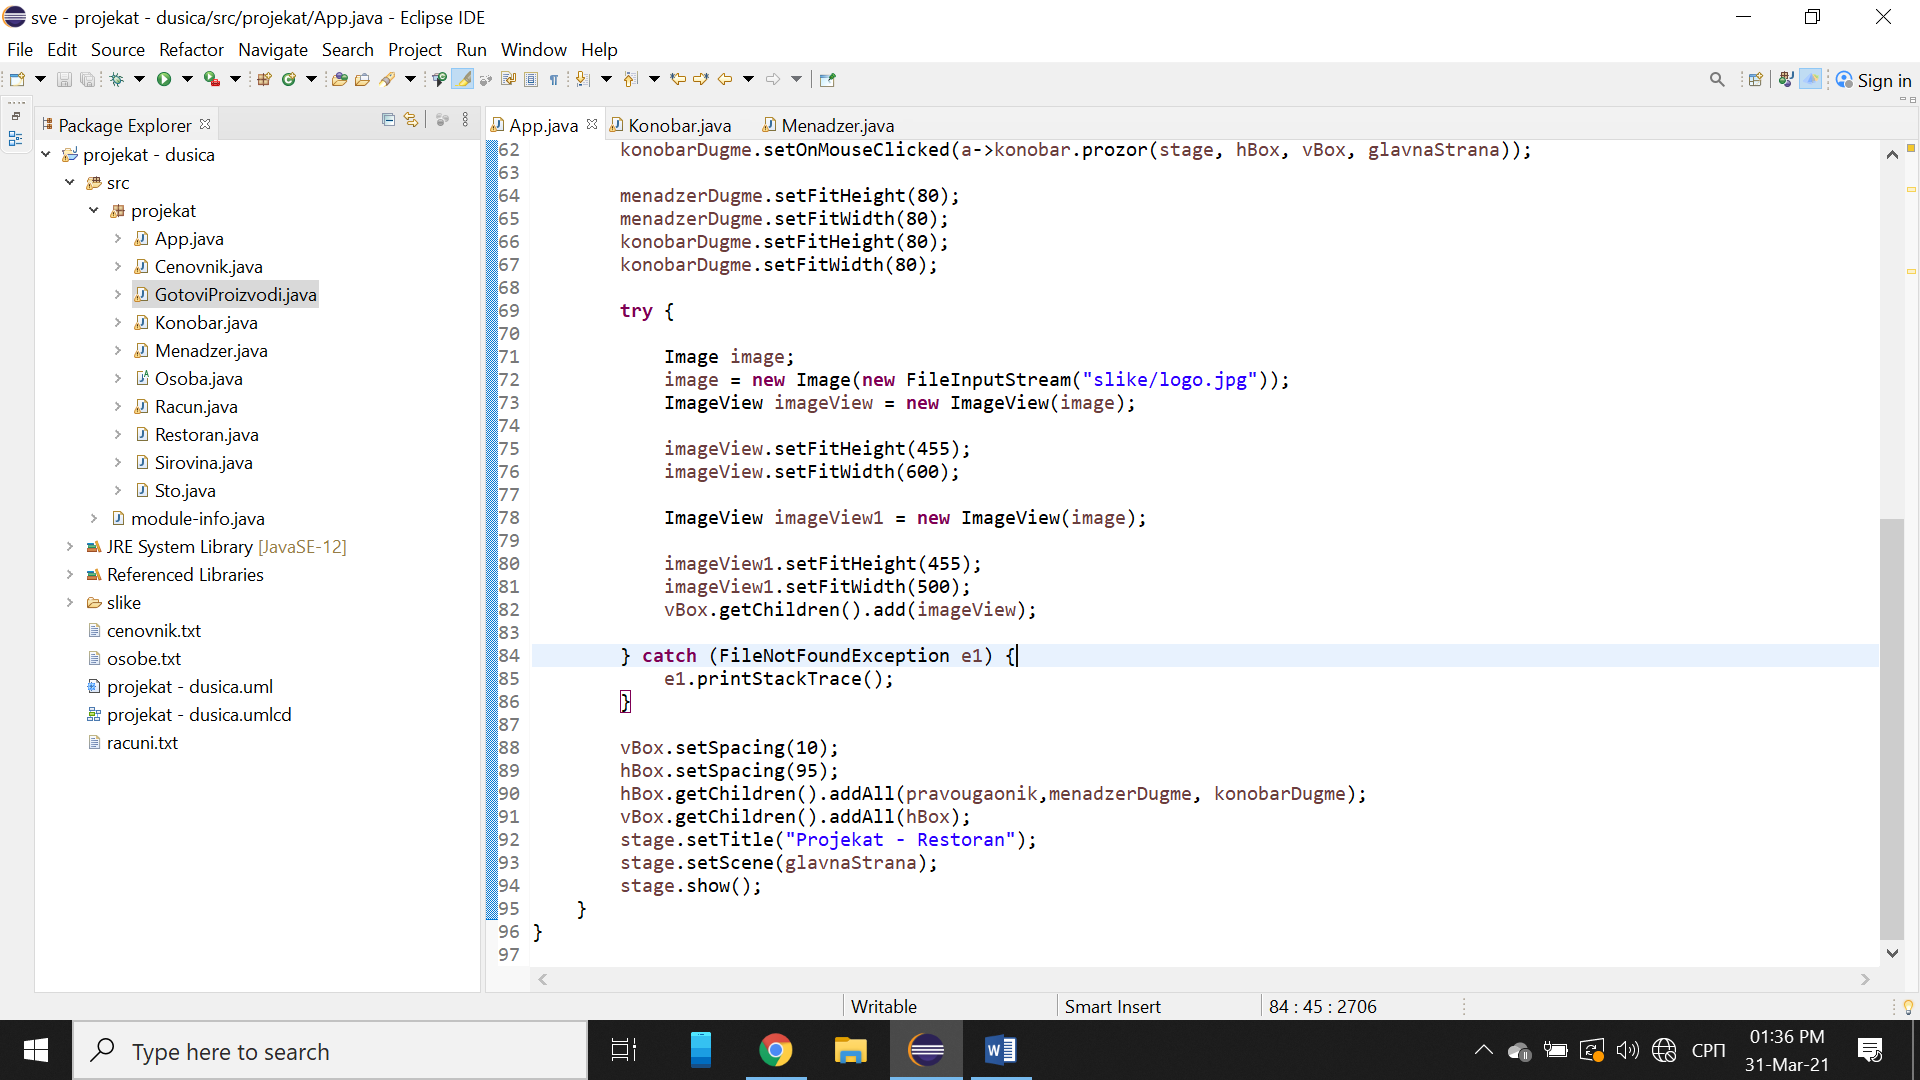 sve - projekat - dusica/src/projekat/App.java - Eclipse IDE
File Edit Source Refactor Navigate Search Project Run Window Help
Sign in
Package Explorer
projekat - dusica
src
projekat
App.java
Cenovnik.java
GotoviProizvodi.java
Konobar.java
Menadzer.java
Osoba.java
Racun.java
Restoran.java
Sirovina.java
Sto.java
module-info.java
JRE System Library [JavaSE-12]
Referenced Libraries
slike
cenovnik.txt
osobe.txt
projekat - dusica.uml
projekat - dusica.umlcd
racuni.txt
App.java Konobar.java Menadzer.java
62 konobarDugme.setOnMouseClicked(a->konobar.prozor(stage, hBox, vBox, glavnaStrana));
63
64 menadzerDugme.setFitHeight(80);
65 menadzerDugme.setFitWidth(80);
66 konobarDugme.setFitHeight(80);
67 konobarDugme.setFitWidth(80);
68
69 try {
70
71 Image image;
72 image = new Image(new FileInputStream("slike/logo.jpg"));
73 ImageView imageView = new ImageView(image);
74
75 imageView.setFitHeight(455);
76 imageView.setFitWidth(600);
77
78 ImageView imageView1 = new ImageView(image);
79
80 imageView1.setFitHeight(455);
81 imageView1.setFitWidth(500);
82 vBox.getChildren().add(imageView);
83
84 } catch (FileNotFoundException e1) {
85 e1.printStackTrace();
86 }
87
88 vBox.setSpacing(10);
89 hBox.setSpacing(95);
90 hBox.getChildren().addAll(pravougaonik,menadzerDugme, konobarDugme);
91 vBox.getChildren().addAll(hBox);
92 stage.setTitle("Projekat - Restoran");
93 stage.setScene(glavnaStrana);
94 stage.show();
95 }
96 }
97
Writable Smart Insert 84 : 45 : 2706
Type here to search
СРП
01:36 PM
31-Mar-21